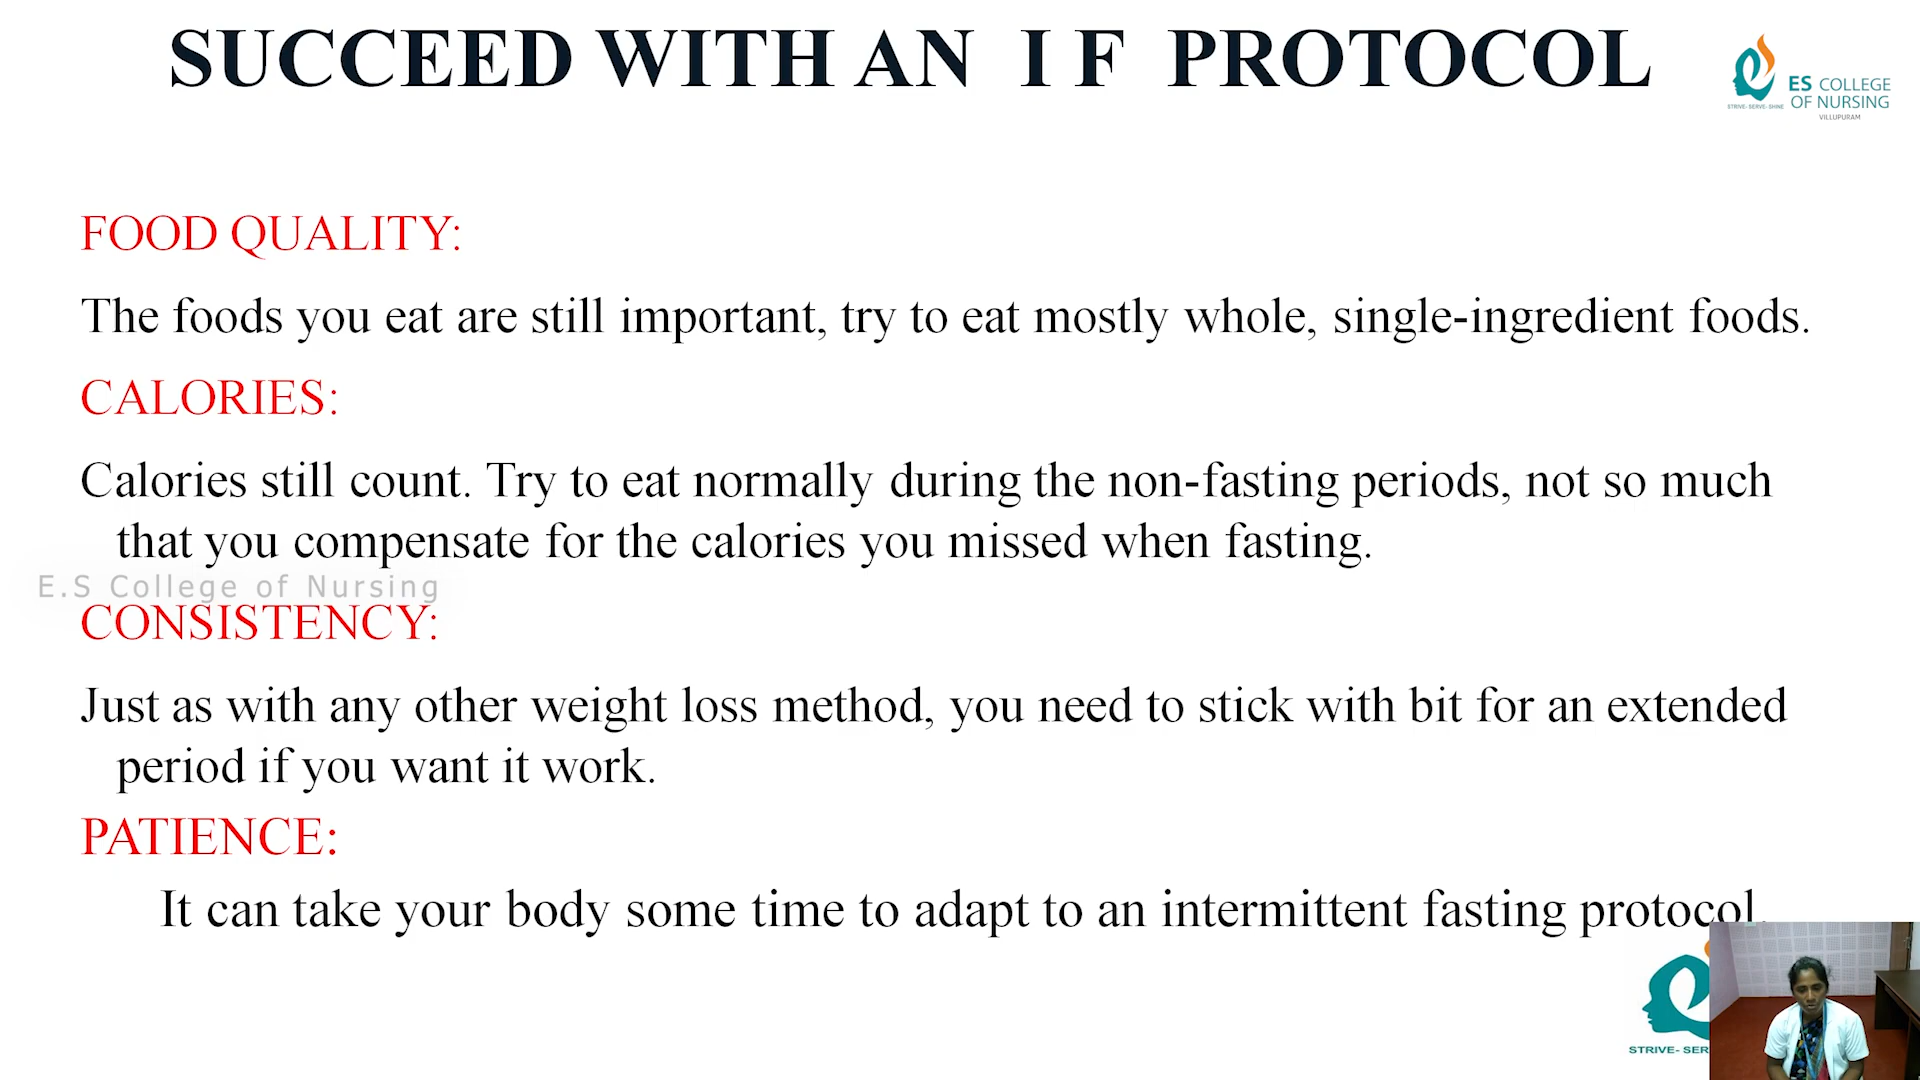 SUCCEED WITH AN I F PROTOCOL
ES COLLEGE
OF NURSING
STRIVE- SERVE- SHINE
VILLUPURAM
FOOD QUALITY:
The foods you eat are still important, try to eat mostly whole, single-ingredient foods.
CALORIES:
Calories still count. Try to eat normally during the non-fasting periods, not so much
that you compensate for the calories you missed when fasting.
E.S College of Nursing
CONSISTENCY:
Just as with any other weight loss method, you need to stick with bit for an extended
period if you want it work.
PATIENCE:
It can take your body some time to adapt to an intermittent fasting protocol.
STRIVE- SER